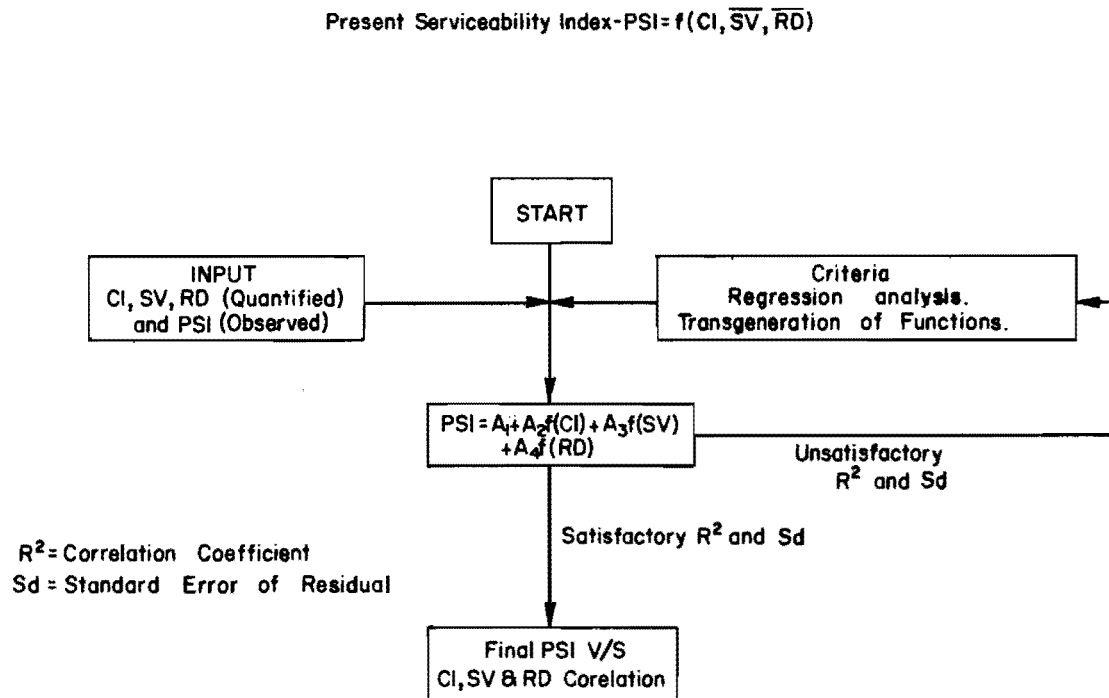 Present Serviceability Index-PSI = f(CI, S̅V̅, R̅D̅)
START
INPUT
CI, SV, RD (Quantified)
and PSI (Observed)
Criteria
Regression analysis.
Transgeneration of Functions.
PSI = A₁+A₂f(CI) + A₃f(SV)
+A₄f(RD)
Unsatisfactory
R² and Sd
Satisfactory R² and Sd
R² = Correlation Coefficient
Sd = Standard Error of Residual
Final PSI V/S
CI, SV & RD Corelation